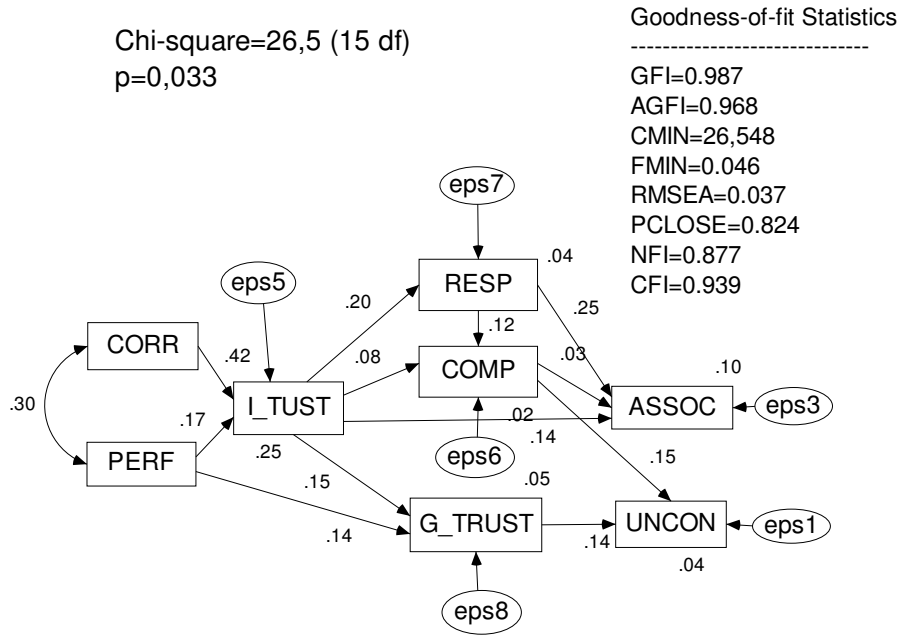 Goodness-of-fit Statistics
------------------------------
Chi-square=26,5 (15 df)
p=0,033
GFI=0.987
AGFI=0.968
CMIN=26,548
FMIN=0.046
RMSEA=0.037
PCLOSE=0.824
NFI=0.877
CFI=0.939
eps7
.04
RESP
eps5
.20
.25
.12
CORR
.42
.08
.03
COMP
.10
.30
I_TUST
ASSOC
eps3
.17
.02
.14
.25
PERF
eps6
.15
.15
.05
G_TRUST
UNCON
eps1
.14
.14
.04
eps8